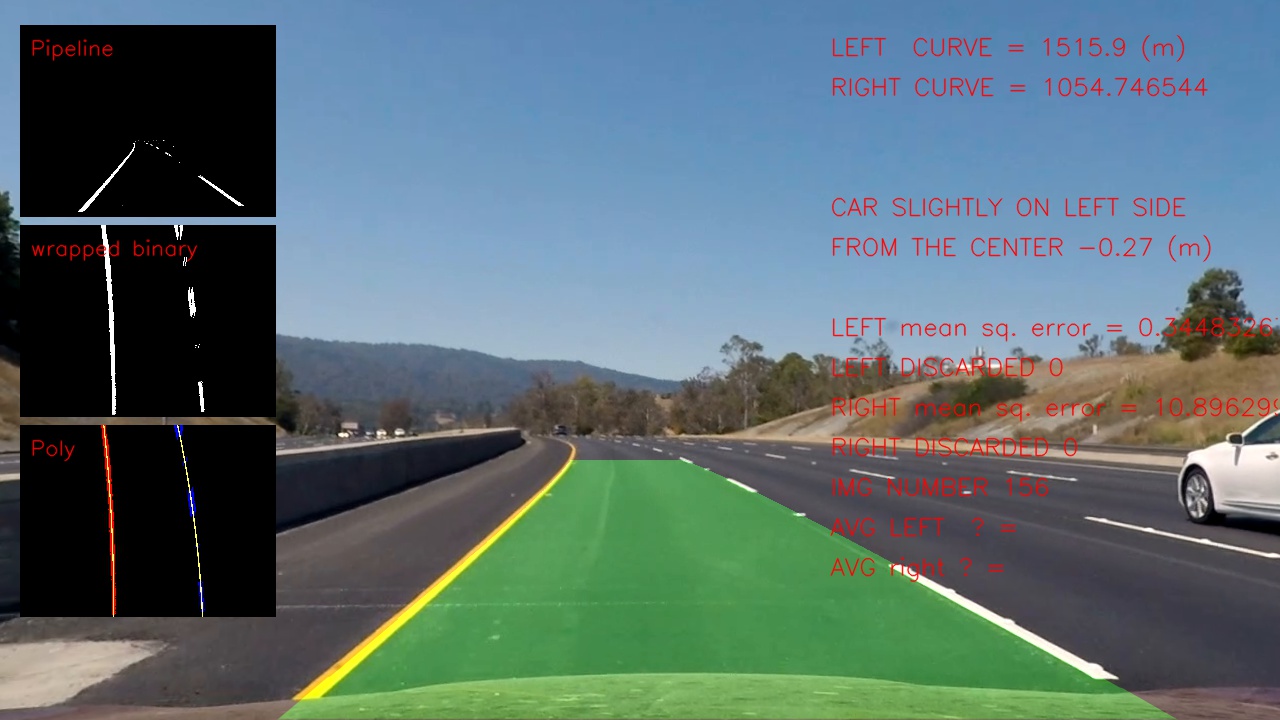 Pipeline
wrapped binary
Poly
LEFT CURVE = 1515.9 (m)
RIGHT CURVE = 1054.746544
CAR SLIGHTLY ON LEFT SIDE
FROM THE CENTER -0.27 (m)
LEFT mean sq. error = 0.3448326
LEFT DISCARDED 0
RIGHT mean sq. error = 10.896299
RIGHT DISCARDED 0
IMG NUMBER 156
AVG LEFT ? =
AVG right ? =